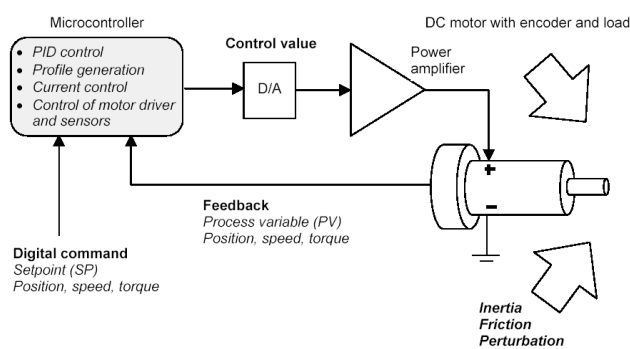 Microcontroller
DC motor with encoder and load
• PID control
• Profile generation
• Current control
• Control of motor driver
and sensors
Control value
D/A
Power
amplifier
+
–
Feedback
Process variable (PV)
Position, speed, torque
Digital command
Setpoint (SP)
Position, speed, torque
Inertia
Friction
Perturbation